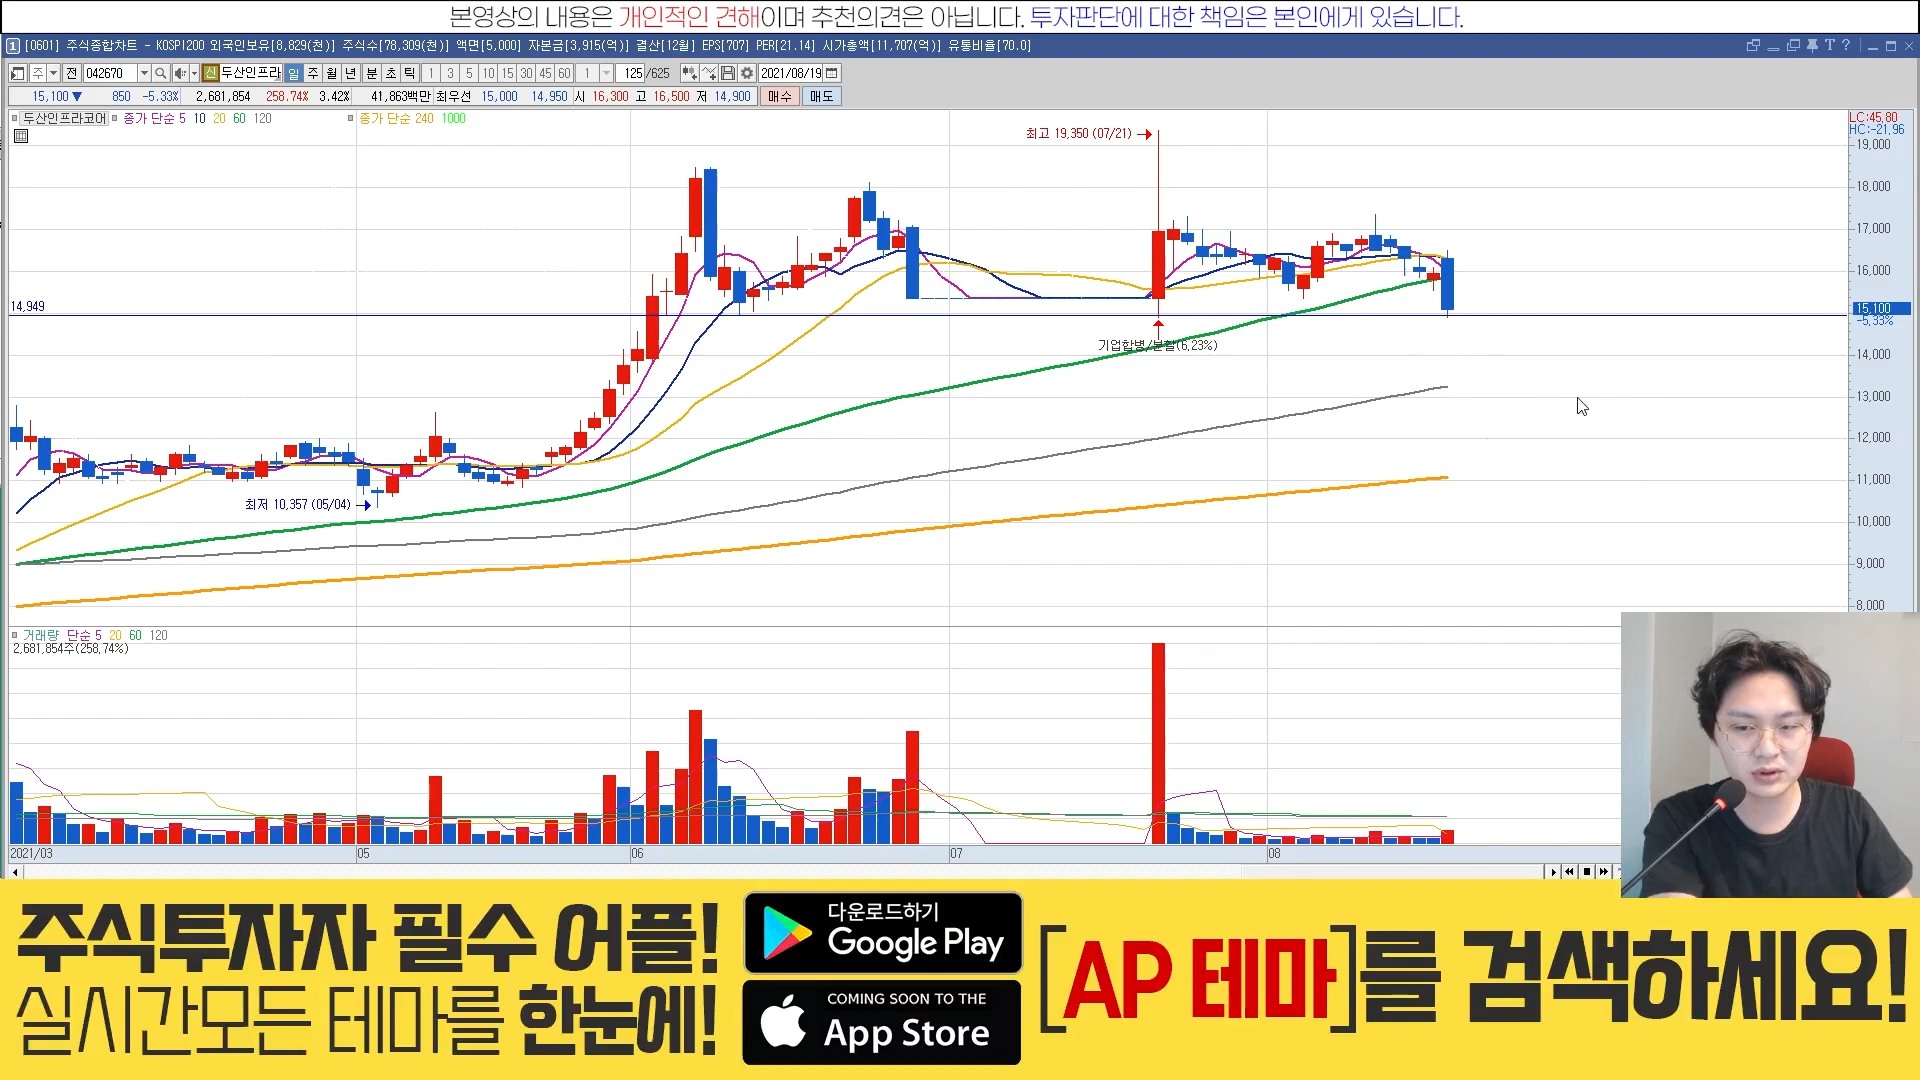 본영상의 내용은 개인적인 견해이며 추천의견은 아닙니다. 투자판단에 대한 책임은 본인에게 있습니다.
1 [0601] 주식종합차트 - KOSPI200 외국인보유[8,829(천)] 주식수[78,309(천)] 액면[5,000] 자본금[3,915(억)] 결산[12월] EPS[707] PER[21.14] 시가총액[11,707(억)] 유통비율[70.0]
주 전 042670 신 두산인프라 일 주 월 년 분 초 틱 1 3 5 10 15 30 45 60 1 125 /625 2021/08/19
15,100 ▼ 850 -5.33% 2,681,854 258.74% 3.42% 41,863백만 최우선 15,000 14,950 시 16,300 고 16,500 저 14,900 매수 매도
두산인프라코어 종가 단순 5 10 20 60 120 종가 단순 240 1000
LC:45.80
HC:-21.96
최고 19,350 (07/21)
19,000
18,000
17,000
16,000
14,949
15,100
-5.33%
기업합병/분할(6.23%)
14,000
13,000
12,000
11,000
최저 10,357 (05/04)
10,000
9,000
8,000
거래량 단순 5 20 60 120
2,681,854주(258.74%)
2021/03 05 06 07 08
주식투자자 필수 어플!
실시간모든 테마를 한눈에!
다운로드하기
Google Play
COMING SOON TO THE
App Store
[AP 테마]를 검색하세요!